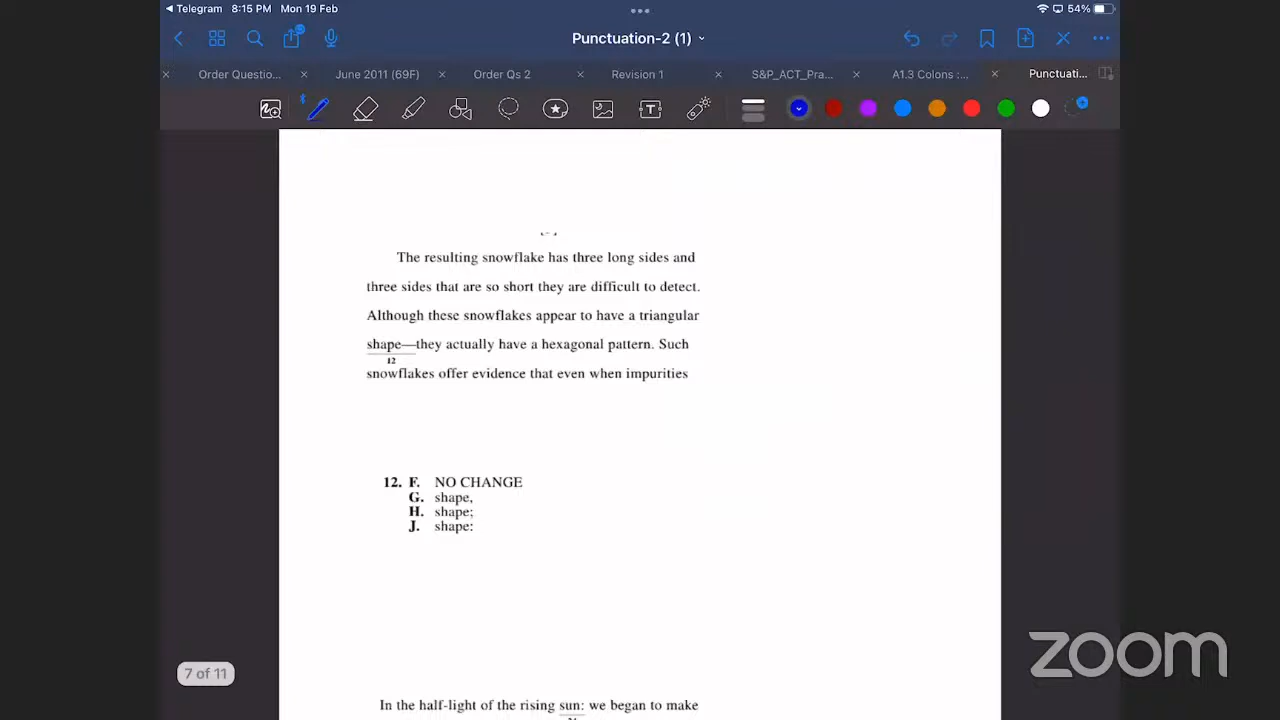 Telegram 8:15 PM Mon 19 Feb 54%
Punctuation-2 (1)
Order Questio... June 2011 (69F) Order Qs 2 Revision 1 S&P_ACT_Pra... A1.3 Colons :... Punctuati...
The resulting snowflake has three long sides and
three sides that are so short they are difficult to detect.
Although these snowflakes appear to have a triangular
shape—they actually have a hexagonal pattern. Such
12
snowflakes offer evidence that even when impurities
12. F. NO CHANGE
G. shape,
H. shape;
J. shape:
7 of 11
zoom
In the half-light of the rising sun: we began to make